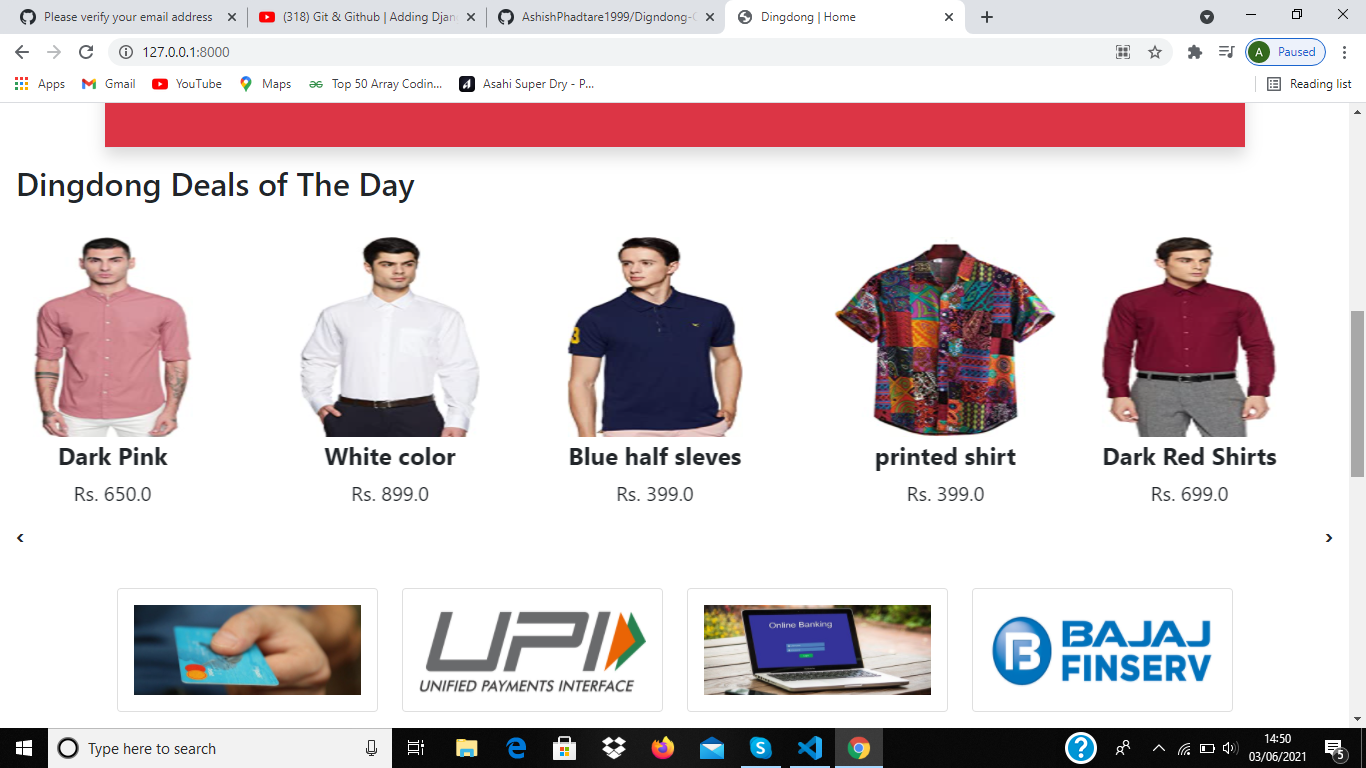 Please verify your email address
(318) Git & Github | Adding Djan
AshishPhadtare1999/Digndong-
Dingdong | Home
127.0.0.1:8000
A Paused
Apps
Gmail
YouTube
Maps
Top 50 Array Codin...
Asahi Super Dry - P...
Reading list
Dingdong Deals of The Day
Dark Pink
White color
Blue half sleves
printed shirt
Dark Red Shirts
Rs. 650.0
Rs. 899.0
Rs. 399.0
Rs. 399.0
Rs. 699.0
‹
›
UPI
UNIFIED PAYMENTS INTERFACE
Online Banking
BAJAJ
FINSERV
Type here to search
14:50
03/06/2021
5